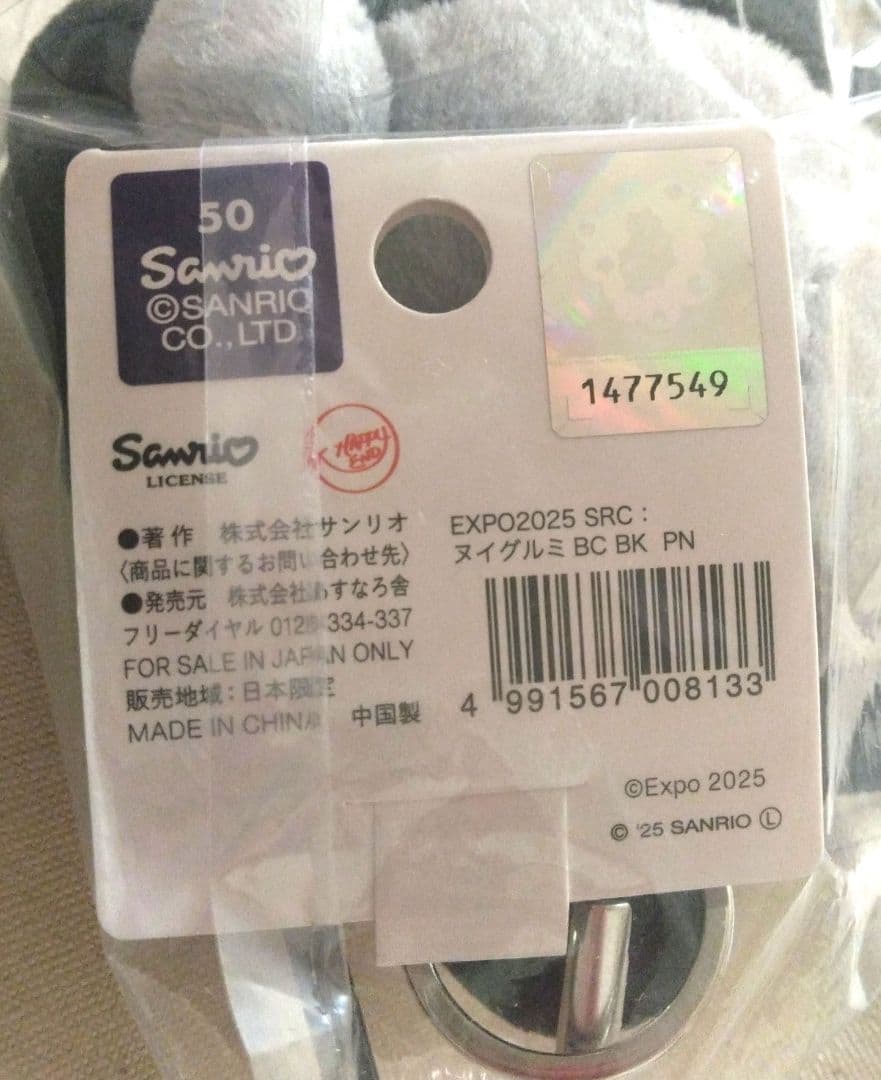 50
Sanrio
©SANRIO
CO.,LTD.
1477549
Sanrio
LICENSE
HAPPY
END
●著作 株式会社サンリオ
〈商品に関するお問い合わせ先〉
●発売元 株式会社あすなろ舎
フリーダイヤル 0120-334-337
FOR SALE IN JAPAN ONLY
販売地域：日本限定
MADE IN CHINA 中国製
EXPO2025 SRC：
ヌイグルミ BC BK PN
4 991567 008133
©Expo 2025
© '25 SANRIO Ⓛ